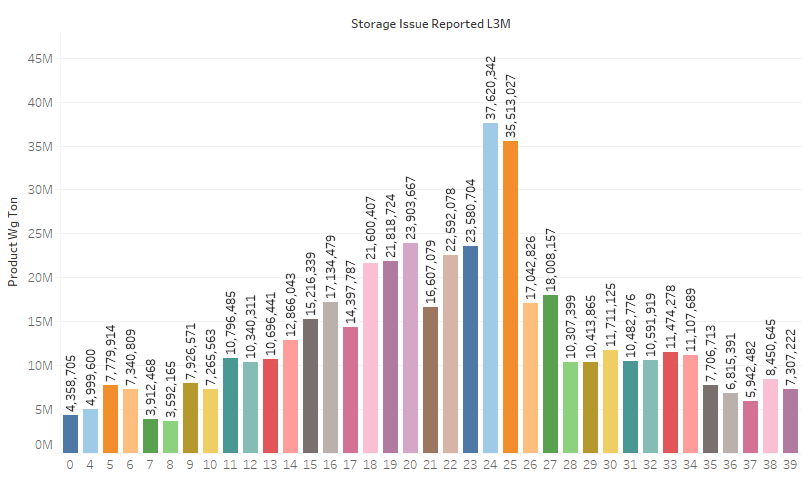 Storage Issue Reported L3M
Product Wg Ton
45M
40M
35M
30M
25M
20M
15M
10M
5M
0M
4,358,705
4,999,600
7,779,914
7,340,809
3,912,468
3,592,165
7,926,571
7,265,563
10,796,485
10,340,311
10,696,441
12,866,043
15,216,339
17,134,479
14,397,787
21,600,407
21,818,724
23,903,667
16,607,079
22,592,078
23,580,704
37,620,342
35,513,027
17,042,826
18,008,157
10,307,399
10,413,865
11,711,125
10,482,776
10,591,919
11,474,278
11,107,689
7,706,713
6,815,391
5,942,482
8,450,645
7,307,222
0 4 5 6 7 8 9 10 11 12 13 14 15 16 17 18 19 20 21 22 23 24 25 26 27 28 29 30 31 32 33 34 35 36 37 38 39